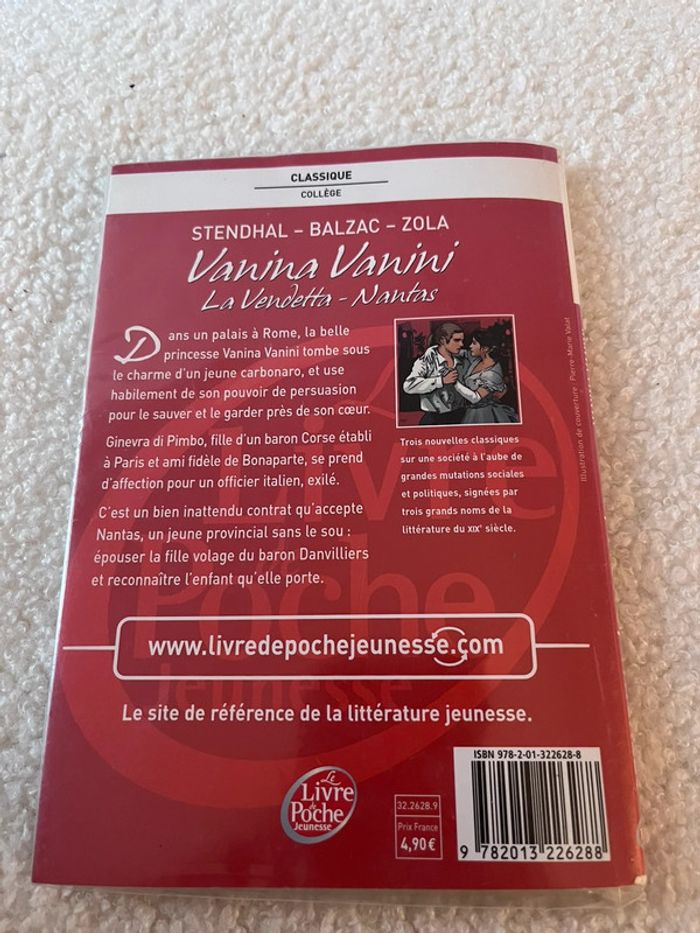 CLASSIQUE
COLLÈGE
STENDHAL – BALZAC – ZOLA
Vanina Vanini
La Vendetta - Nantas
Dans un palais à Rome, la belle
princesse Vanina Vanini tombe sous
le charme d'un jeune carbonaro, et use
habilement de son pouvoir de persuasion
pour le sauver et le garder près de son cœur.
Ginevra di Pimbo, fille d'un baron Corse établi
à Paris et ami fidèle de Bonaparte, se prend
d'affection pour un officier italien, exilé.
C'est un bien inattendu contrat qu'accepte
Nantas, un jeune provincial sans le sou :
épouser la fille volage du baron Danvilliers
et reconnaître l'enfant qu'elle porte.
Trois nouvelles classiques
sur une société à l'aube de
grandes mutations sociales
et politiques, signées par
trois grands noms de la
littérature du XIXe siècle.
Illustration de couverture : Pierre-Marie Valat
Livre
de Poche
Jeunesse
www.livredepochejeunesse.com
Le site de référence de la littérature jeunesse.
Le
Livre
de
Poche
Jeunesse
32.2628.9
Prix France
4,90 €
ISBN 978-2-01-322628-8
9 782013 226288